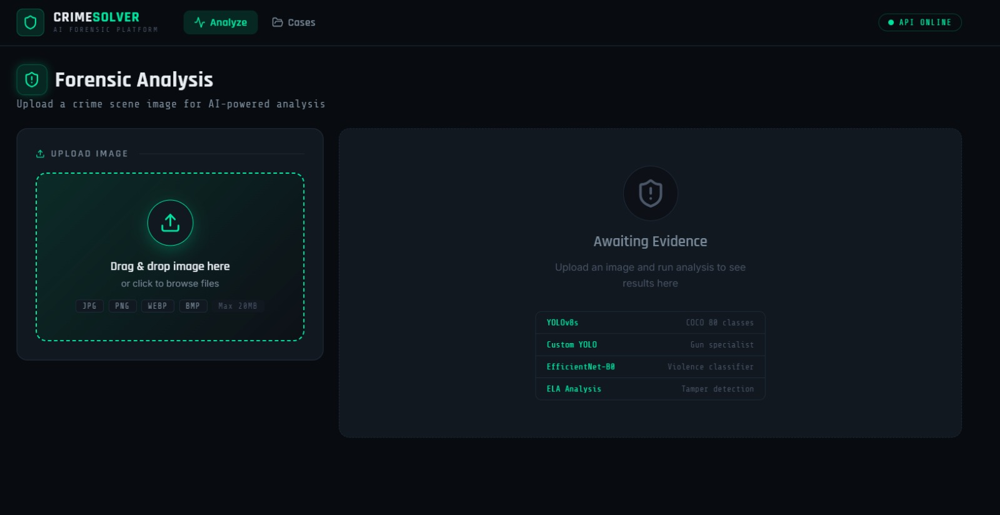 CRIMESOLVER
AI FORENSIC PLATFORM
Analyze
Cases
API ONLINE
Forensic Analysis
Upload a crime scene image for AI-powered analysis
UPLOAD IMAGE
Drag & drop image here
or click to browse files
JPG PNG WEBP BMP Max 20MB
Awaiting Evidence
Upload an image and run analysis to see
results here
YOLOv8s COCO 80 classes
Custom YOLO Gun specialist
EfficientNet-B0 Violence classifier
ELA Analysis Tamper detection